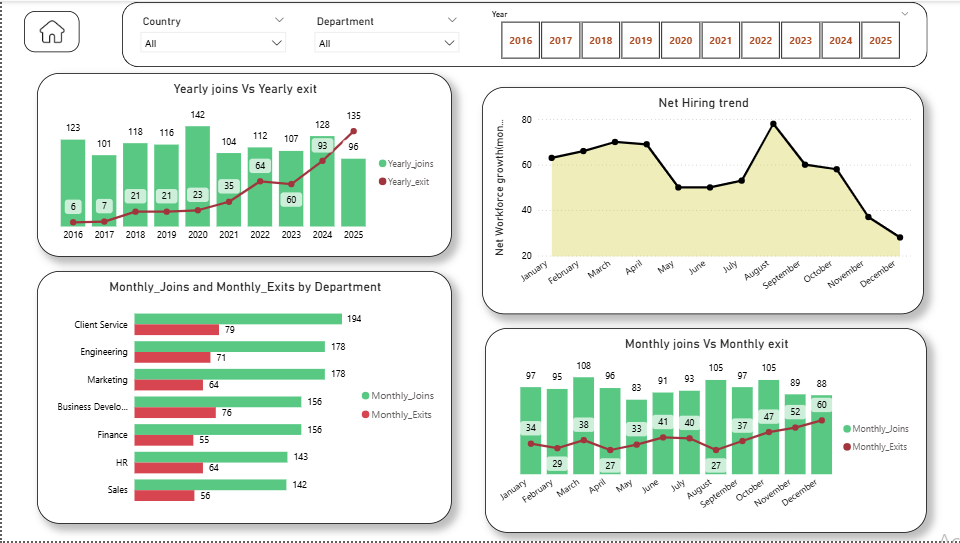 Country
All
Department
All
Year
2016 2017 2018 2019 2020 2021 2022 2023 2024 2025
Yearly joins Vs Yearly exit
123 101 118 116 142 104 112 107 128 135
96
6 7 21 21 23 35 64 60 93
2016 2017 2018 2019 2020 2021 2022 2023 2024 2025
Yearly_joins
Yearly_exit
Net Hiring trend
Net Workforce growth(mon...
80
60
40
20
January February March April May June July August September October November December
Monthly_Joins and Monthly_Exits by Department
Client Service 194
79
Engineering 178
71
Marketing 178
64
Business Develo... 156
76
Finance 156
55
HR 143
64
Sales 142
56
Monthly_Joins
Monthly_Exits
Monthly joins Vs Monthly exit
97 95 108 96 83 91 93 105 97 105 89 88
34 29 38 27 33 41 40 27 37 47 52 60
January February March April May June July August September October November December
Monthly_Joins
Monthly_Exits